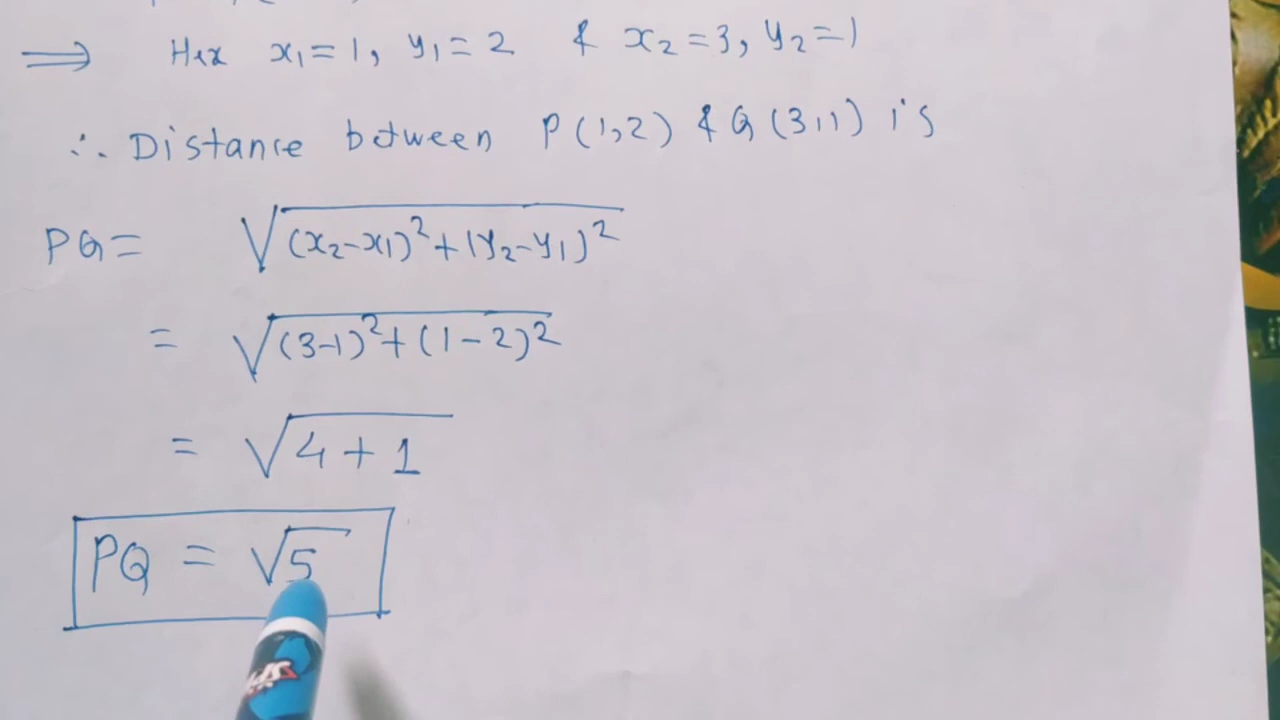 ⟹ Her x₁=1, y₁=2 & x₂=3, y₂=1
∴ Distance between P(1,2) & Q(3,1) is
PQ= √((x₂-x₁)²+(y₂-y₁)²)
= √((3-1)²+(1-2)²)
= √(4+1)
PQ = √5